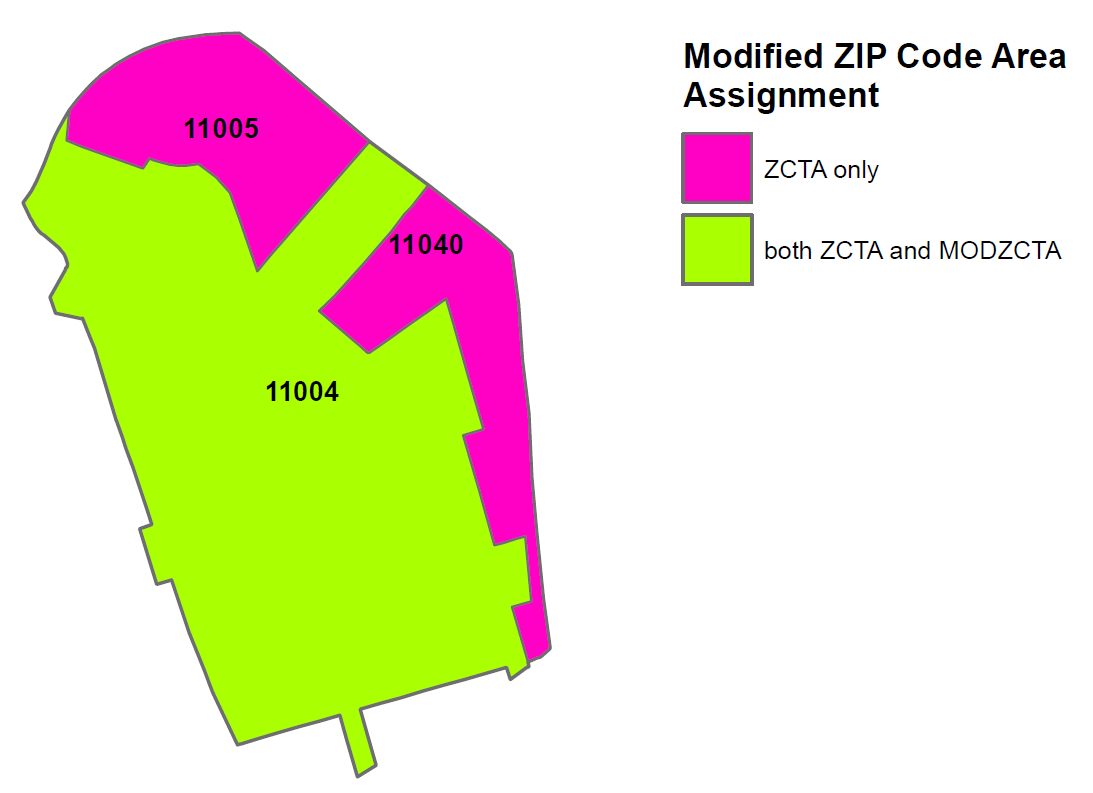 Modified ZIP Code Area
Assignment
ZCTA only
both ZCTA and MODZCTA
11005
11040
11004